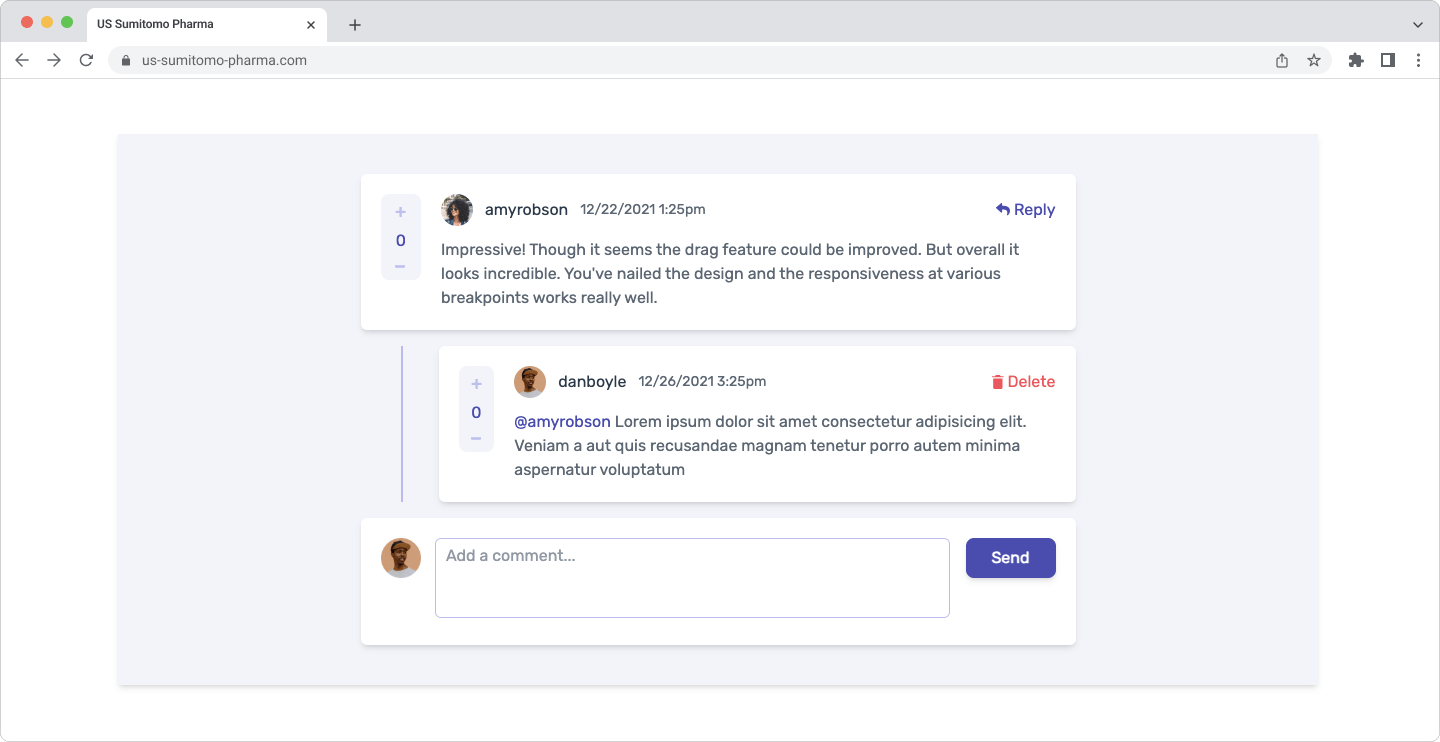 US Sumitomo Pharma
us-sumitomo-pharma.com
+
0
−
amyrobson 12/22/2021 1:25pm
Reply
Impressive! Though it seems the drag feature could be improved. But overall it
looks incredible. You've nailed the design and the responsiveness at various
breakpoints works really well.
+
0
−
danboyle 12/26/2021 3:25pm
Delete
@amyrobson Lorem ipsum dolor sit amet consectetur adipisicing elit.
Veniam a aut quis recusandae magnam tenetur porro autem minima
aspernatur voluptatum
Add a comment...
Send